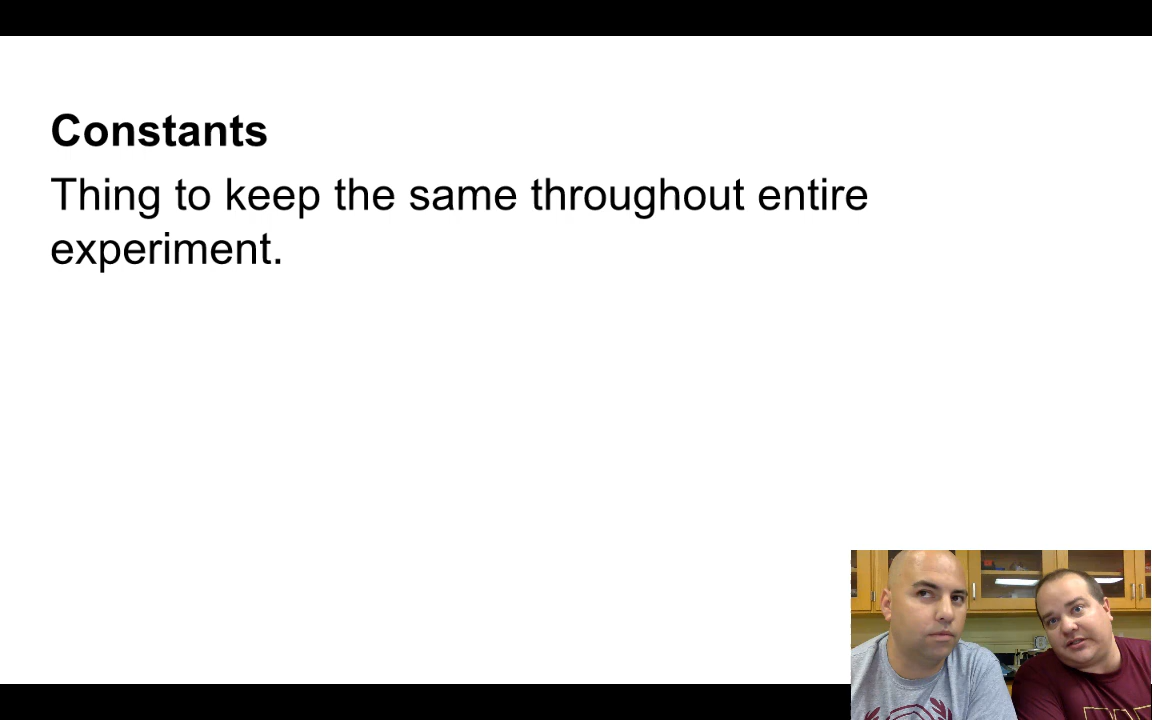 Constants
Thing to keep the same throughout entire
experiment.